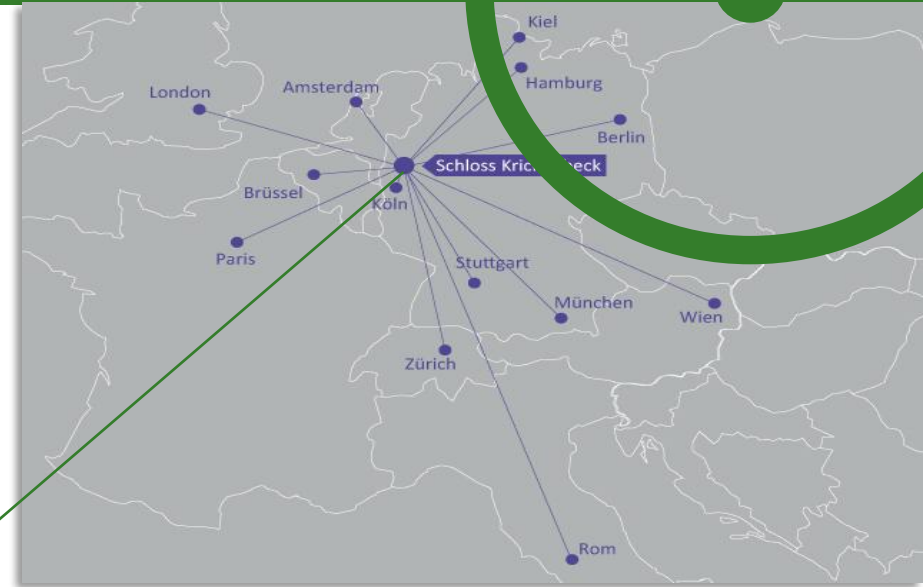 Kiel
Hamburg
Amsterdam
London
Berlin
Schloss
Brüssel
Köln
Paris
Stuttgart
München
Wien
Zürich
Rom